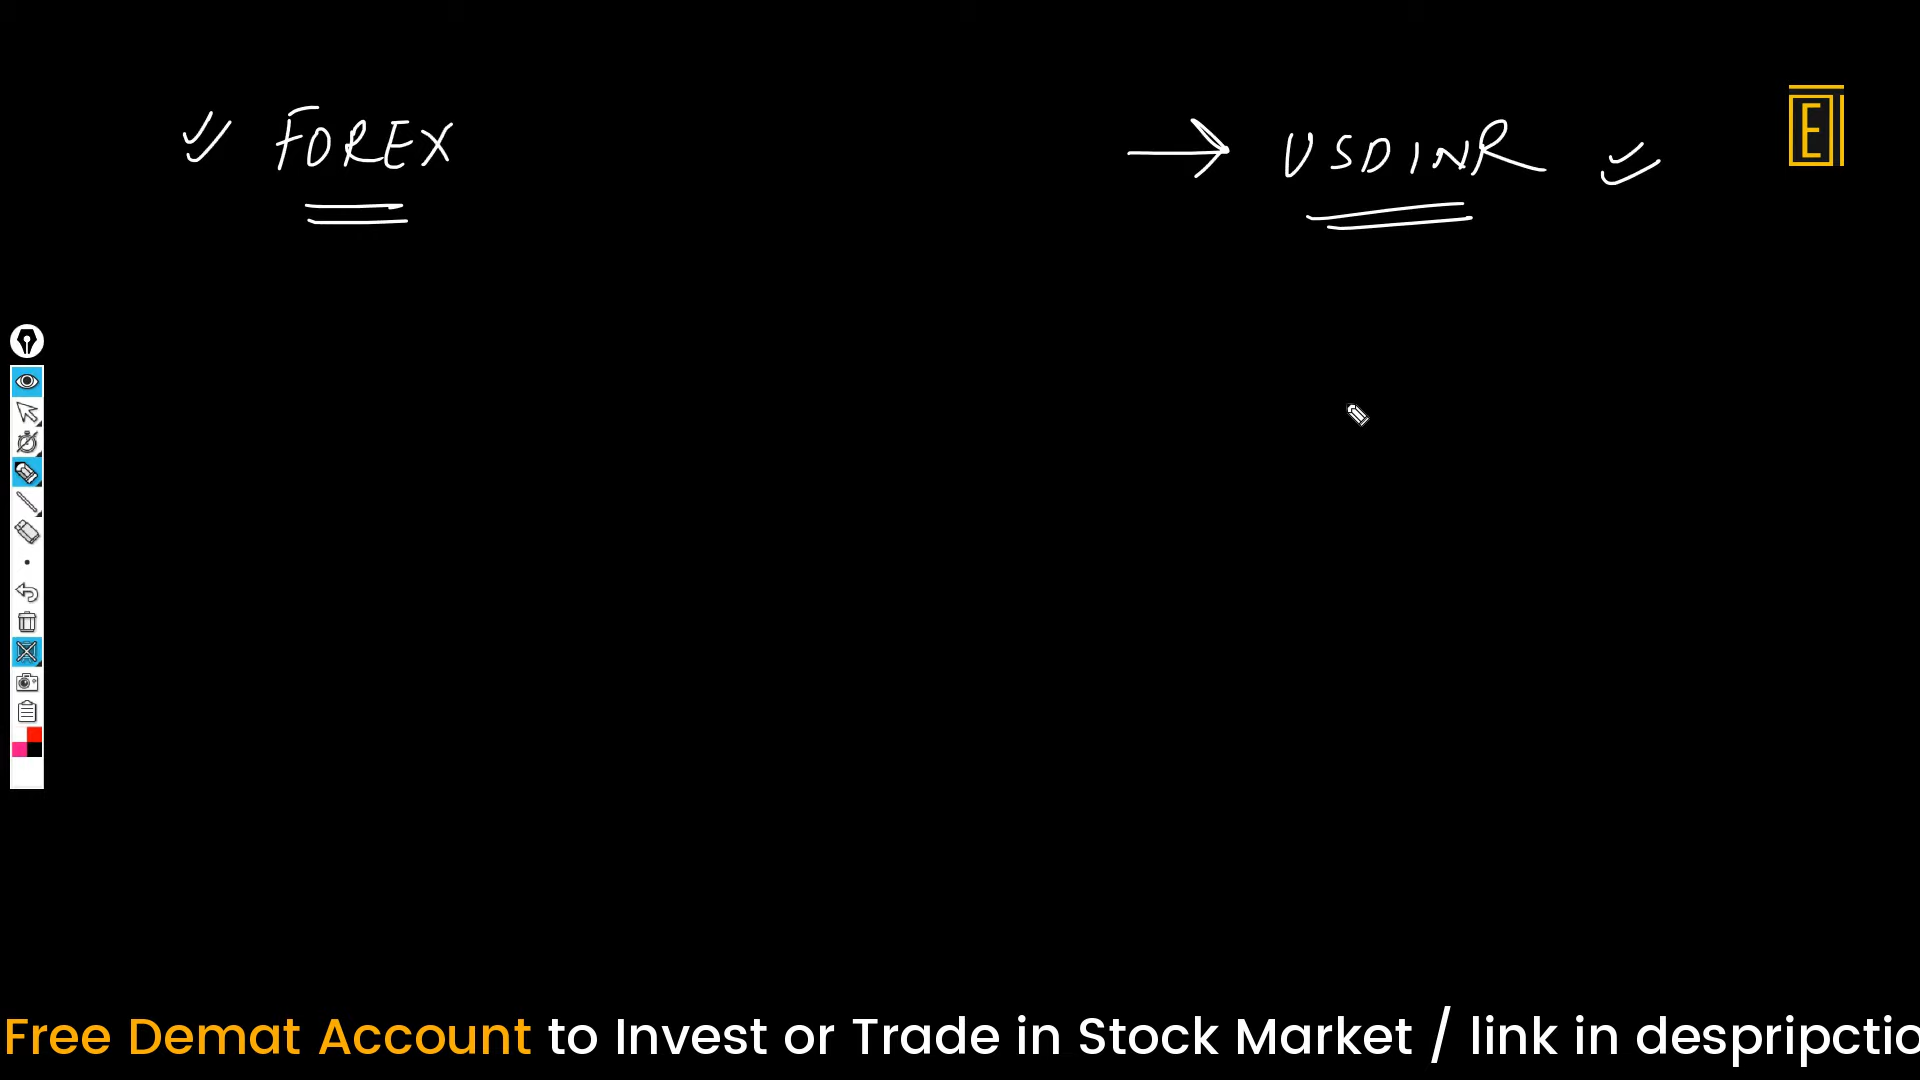 FOREX → USDINR
E
Free Demat Account to Invest or Trade in Stock Market / link in despripctio